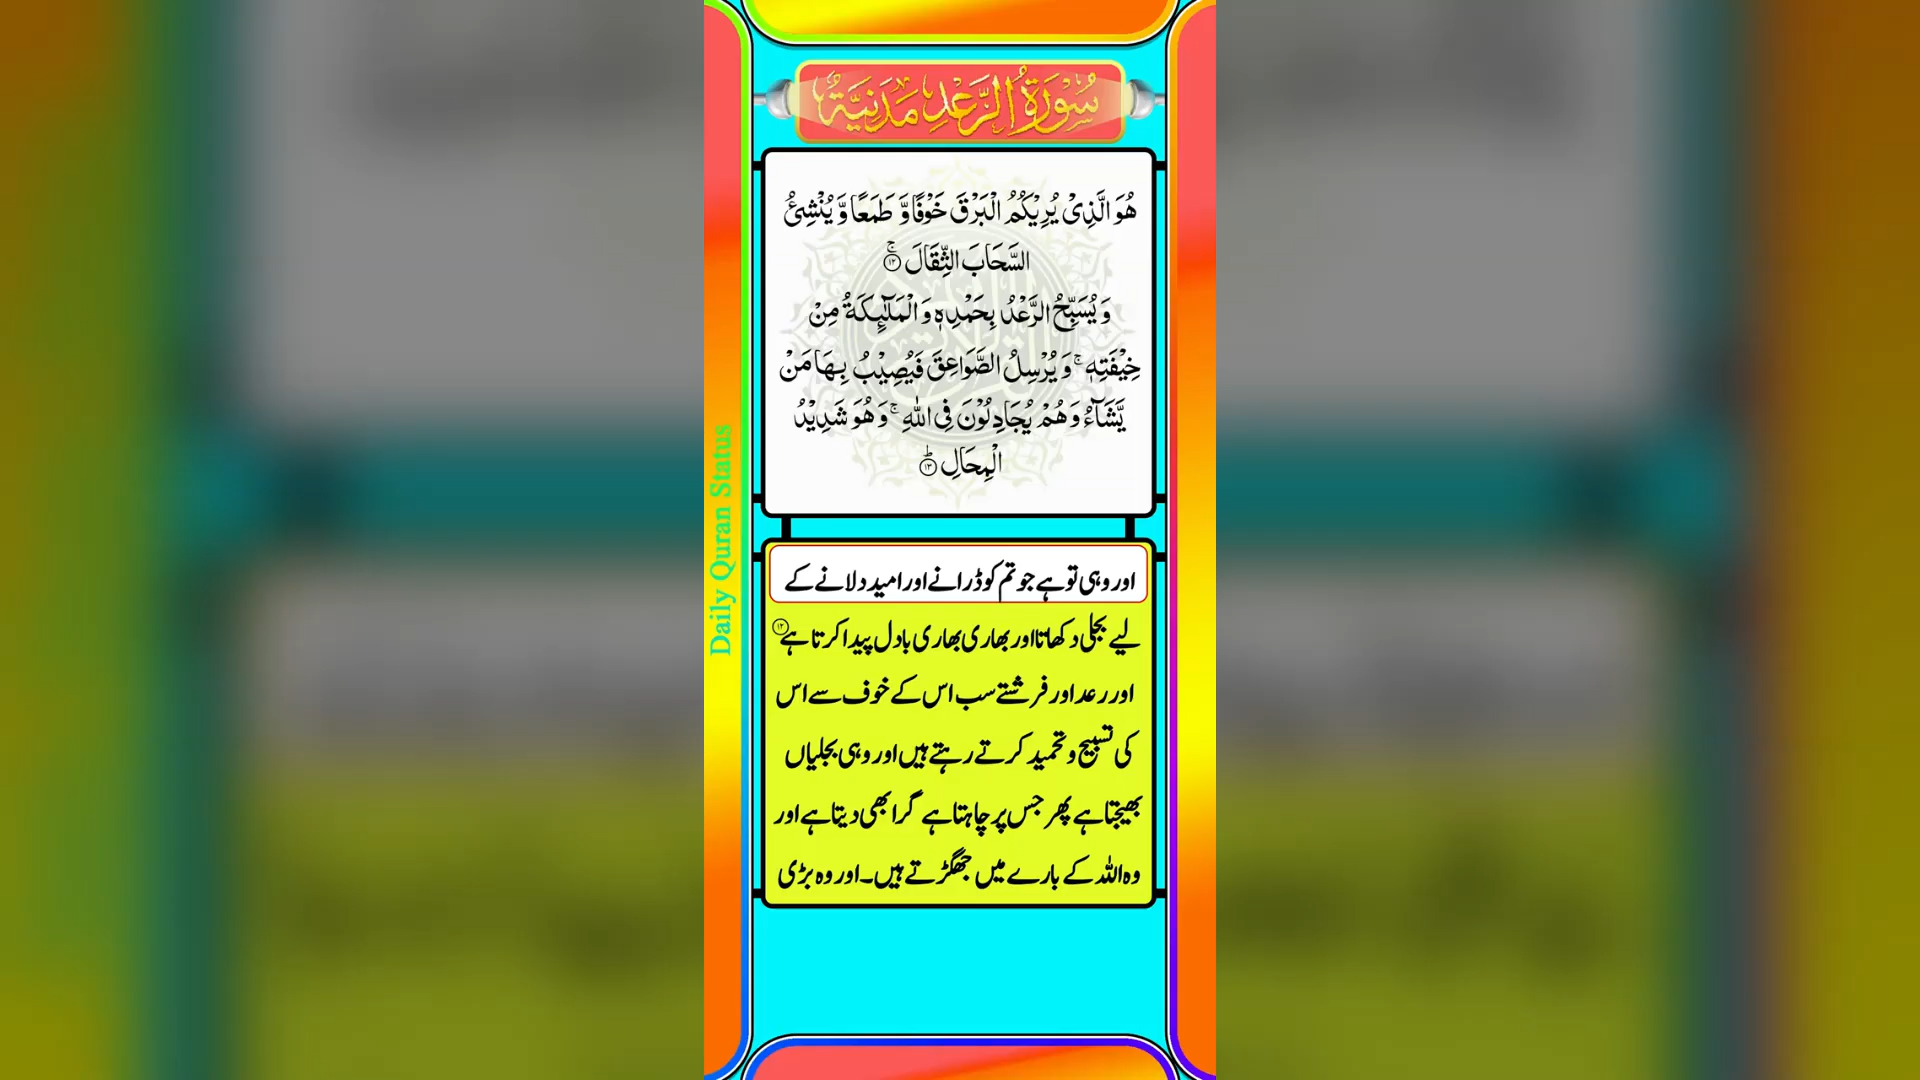 سُوْرَةُ الرَّعْدِ مَدَنِيَّةٌ
هُوَ الَّذِیْ یُرِیْكُمُ الْبَرْقَ خَوْفًا وَّ طَمَعًا وَّ یُنْشِئُ
السَّحَابَ الثِّقَالَ ۚ۝۱۲
وَ یُسَبِّحُ الرَّعْدُ بِحَمْدِهٖ وَ الْمَلٰٓىِٕكَةُ مِنْ
خِیْفَتِهٖ ۚ وَ یُرْسِلُ الصَّوَاعِقَ فَیُصِیْبُ بِهَا مَنْ
یَّشَآءُ وَ هُمْ یُجَادِلُوْنَ فِی اللّٰهِ ۚ وَ هُوَ شَدِیْدُ
الْمِحَالِ ؕ۝۱۳
اور وہی تو ہے جو تم کو ڈرانے اور امید دلانے کے
لیے بجلی دکھاتا اور بھاری بھاری بادل پیدا کرتا ہے ۝۱۲
اور رعد اور فرشتے سب اس کے خوف سے اس
کی تسبیح و تحمید کرتے رہتے ہیں اور وہی بجلیاں
بھیجتا ہے پھر جس پر چاہتا ہے گرا بھی دیتا ہے اور
وہ اللہ کے بارے میں جھگڑتے ہیں۔ اور وہ بڑی
Daily Quran Status